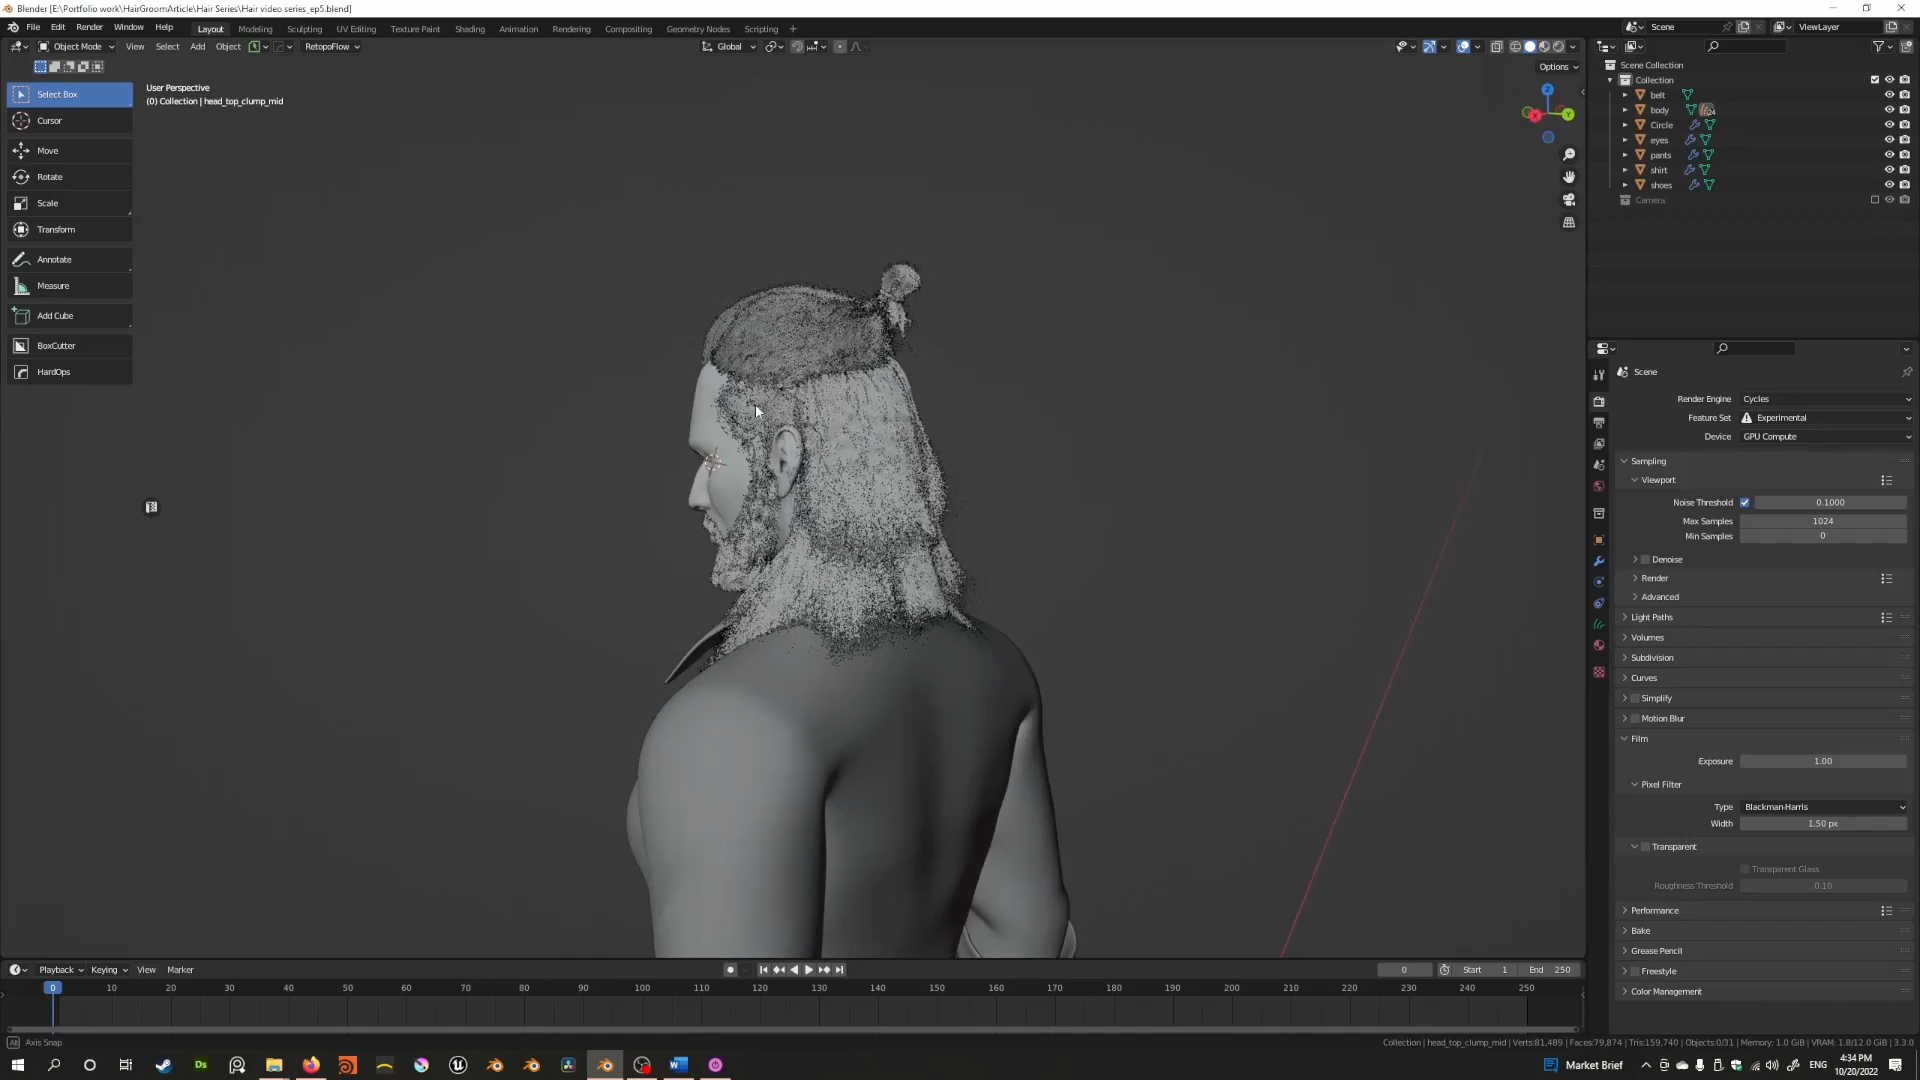 Blender [E:\Portfolio work\HairGroomArticle\Hair Series\Hair video series_ep5.blend]
File Edit Render Window Help Layout Modeling Sculpting UV Editing Texture Paint Shading Animation Rendering Compositing Geometry Nodes Scripting + Scene ViewLayer
Object Mode View Select Add Object RetopoFlow Global
Options
User Perspective
(0) Collection | head_top_clump_mid
Select Box
Cursor
Move
Rotate
Scale
Transform
Annotate
Measure
Add Cube
BoxCutter
HardOps
Z
X
Y
Scene Collection
Collection
belt
body 24
Circle
eyes
pants
shirt
shoes
Camera
Scene
Render Engine Cycles
Feature Set Experimental
Device GPU Compute
Sampling
Viewport
Noise Threshold 0.1000
Max Samples 1024
Min Samples 0
Denoise
Render
Advanced
Light Paths
Volumes
Subdivision
Curves
Simplify
Motion Blur
Film
Exposure 1.00
Pixel Filter
Type Blackman-Harris
Width 1.50 px
Transparent
Transparent Glass
Roughness Threshold 0.10
Performance
Bake
Grease Pencil
Freestyle
Color Management
Playback Keying View Marker 0 Start 1 End 250
0 10 20 30 40 50 60 70 80 90 100 110 120 130 140 150 160 170 180 190 200 210 220 230 240 250
Alt Axis Snap
Collection | head_top_clump_mid | Verts:81,489 | Faces:79,874 | Tris:159,740 | Objects:0/31 | Memory: 1.0 GiB | VRAM: 1.8/12.0 GiB | 3.3.0
Ds W Market Brief ENG 4:34 PM
10/20/2022